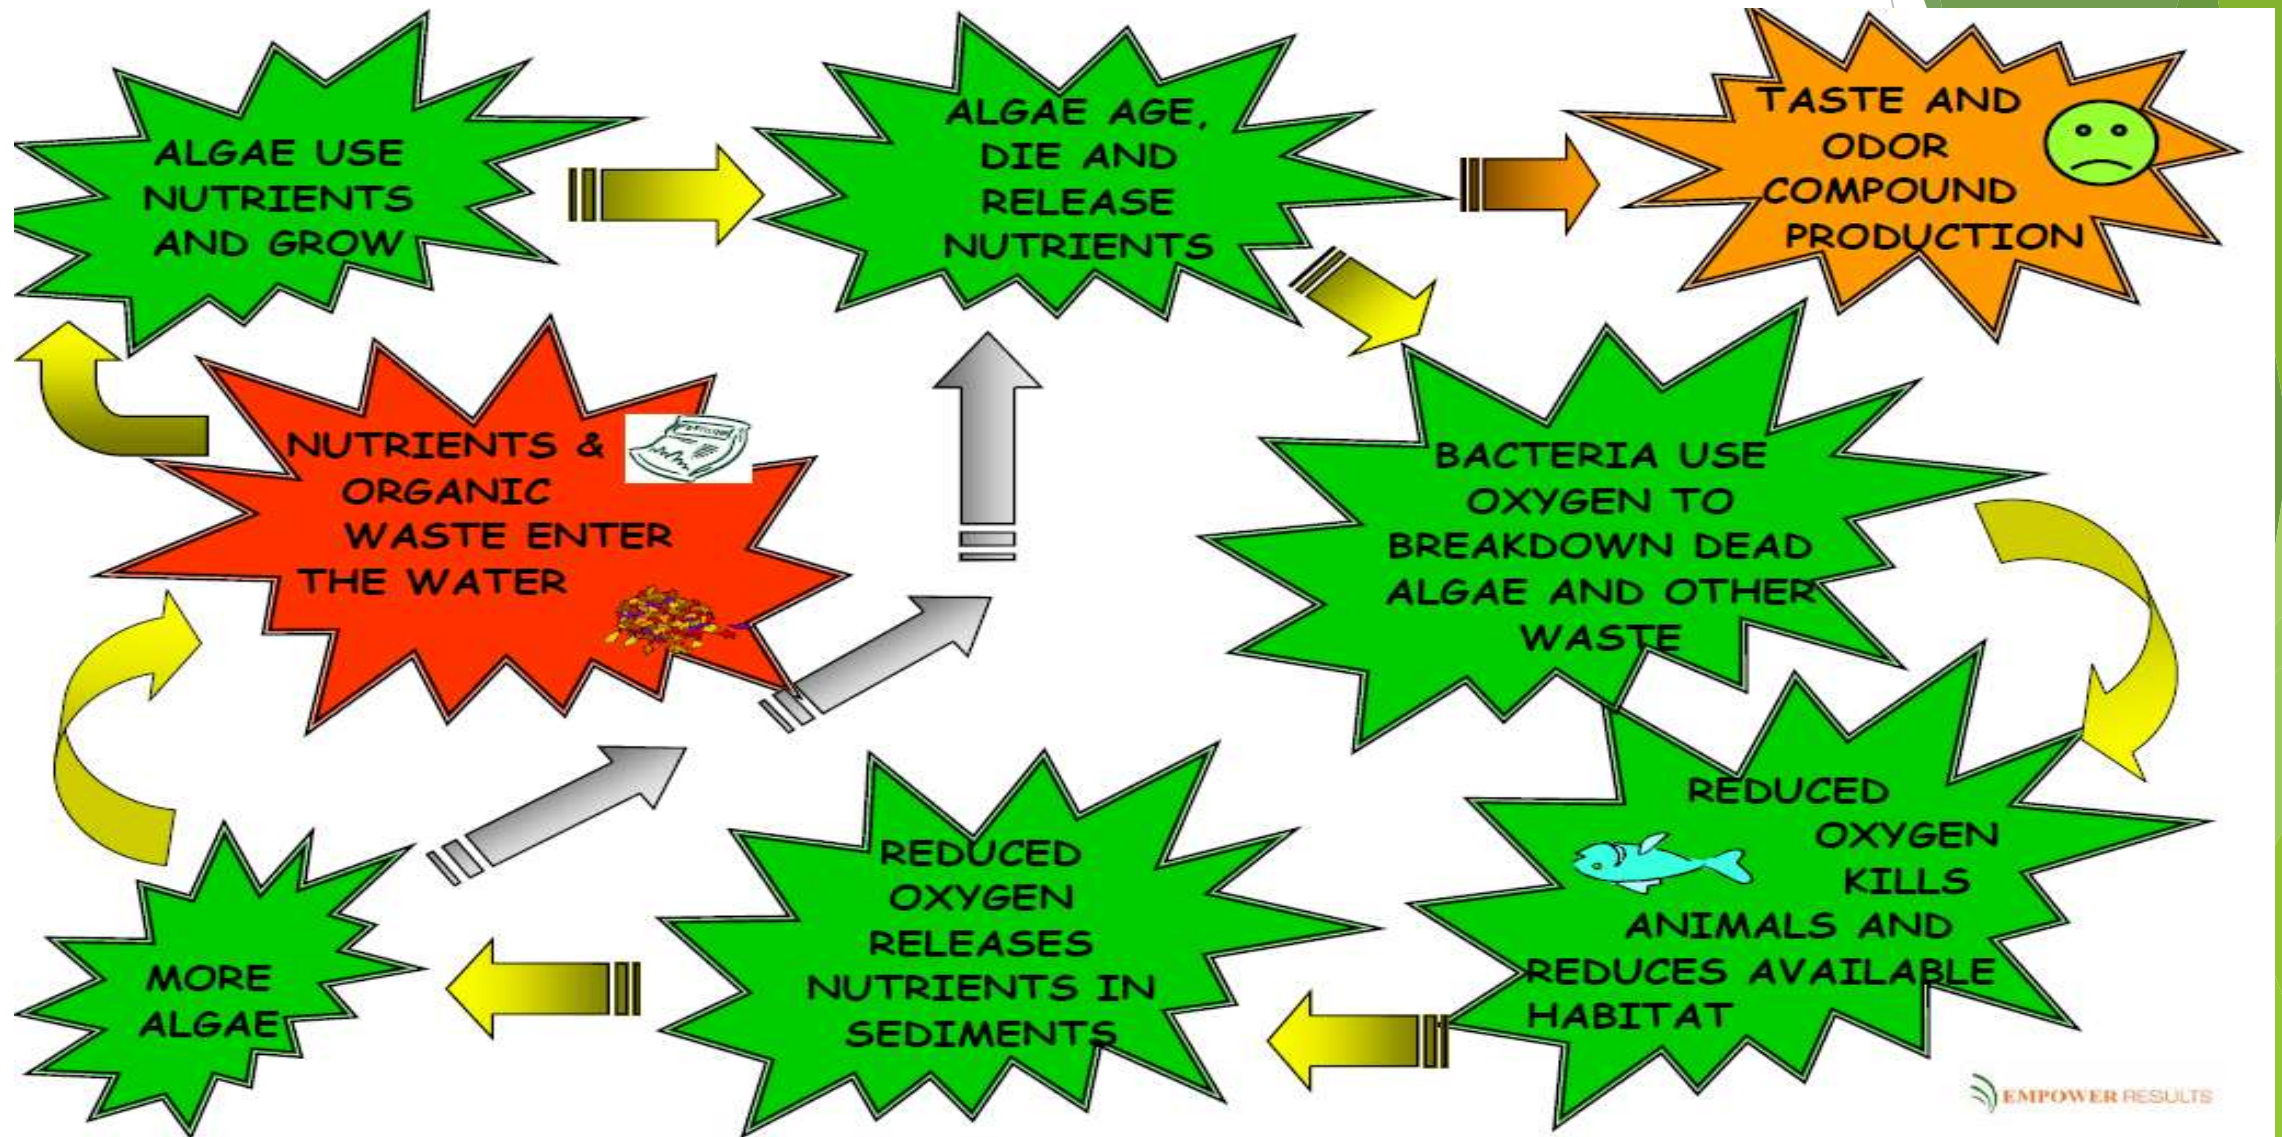 ALGAE USE
NUTRIENTS
AND GROW
ALGAE AGE,
DIE AND
RELEASE
NUTRIENTS
TASTE AND
ODOR
COMPOUND
PRODUCTION
NUTRIENTS &
ORGANIC
WASTE ENTER
THE WATER
BACTERIA USE
OXYGEN TO
BREAKDOWN DEAD
ALGAE AND OTHER
WASTE
REDUCED
OXYGEN
KILLS
ANIMALS AND
REDUCES AVAILABLE
HABITAT
REDUCED
OXYGEN
RELEASES
NUTRIENTS IN
SEDIMENTS
MORE
ALGAE
EMPOWER RESULTS